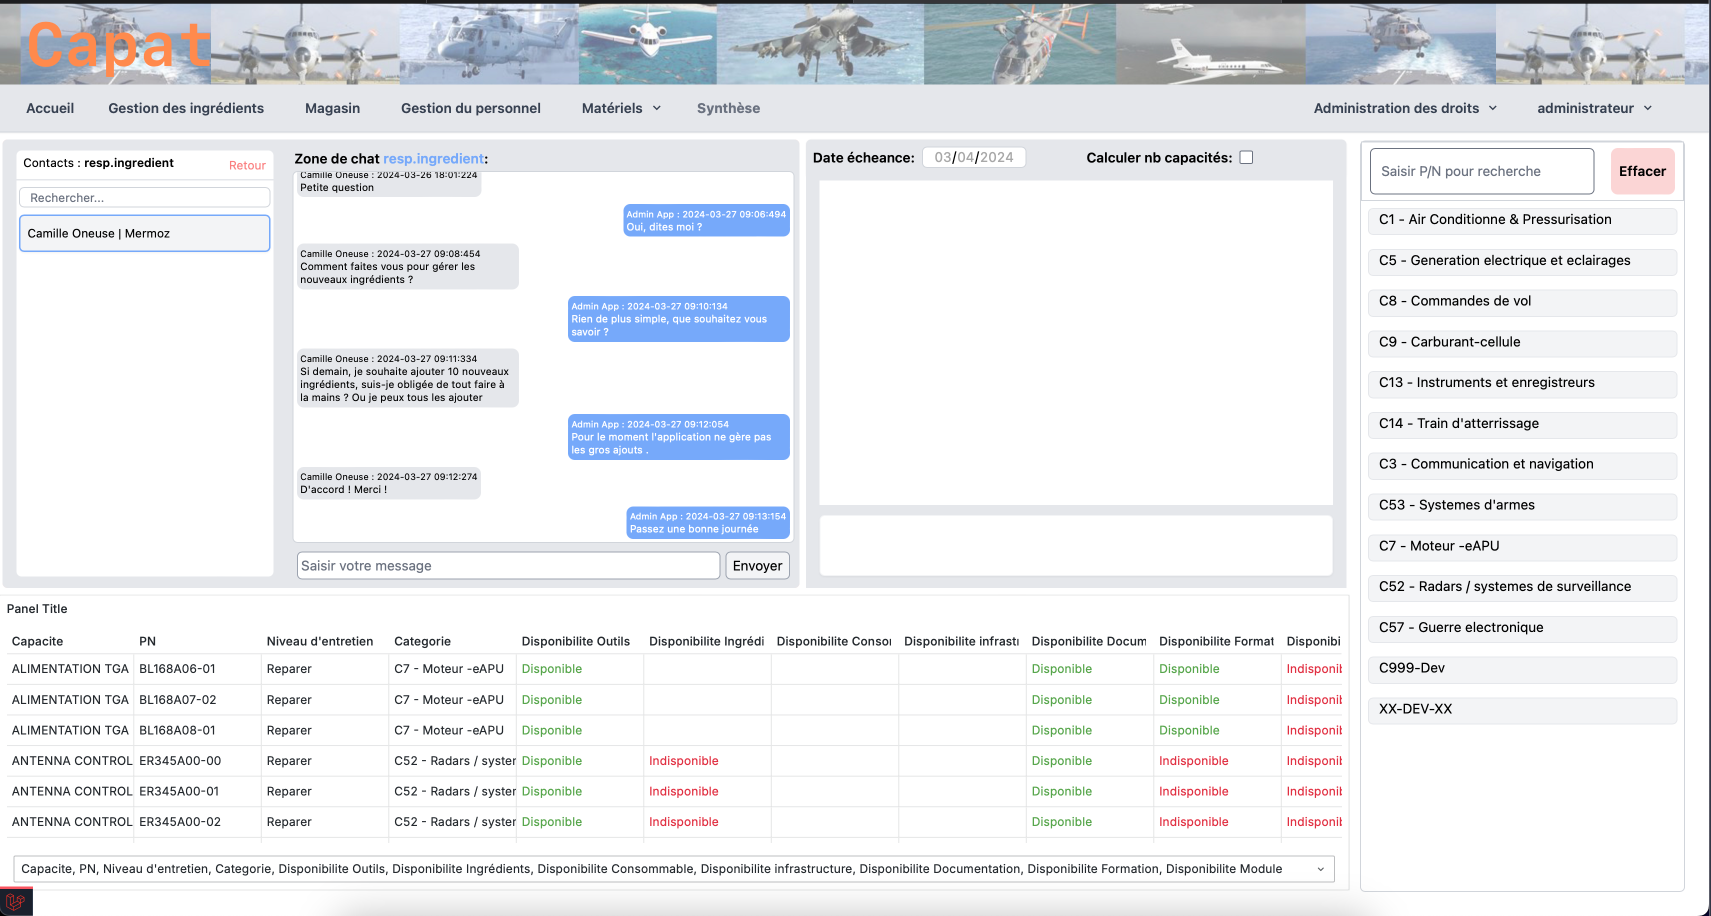 Capat
Accueil
Gestion des ingrédients
Magasin
Gestion du personnel
Matériels
Synthèse
Administration des droits
administrateur
Contacts : resp.ingredient
Retour
Rechercher...
Camille Oneuse | Mermoz
Zone de chat resp.ingredient:
Camille Oneuse : 2024-03-26 18:01:224
Petite question
Admin App : 2024-03-27 09:06:494
Oui, dites moi ?
Camille Oneuse : 2024-03-27 09:08:454
Comment faites vous pour gérer les
nouveaux ingrédients ?
Admin App : 2024-03-27 09:10:134
Rien de plus simple, que souhaitez vous
savoir ?
Camille Oneuse : 2024-03-27 09:11:334
Si demain, je souhaite ajouter 10 nouveaux
ingrédients, suis-je obligée de tout faire à
la mains ? Ou je peux tous les ajouter
Admin App : 2024-03-27 09:12:054
Pour le moment l'application ne gère pas
les gros ajouts .
Camille Oneuse : 2024-03-27 09:12:274
D'accord ! Merci !
Admin App : 2024-03-27 09:13:154
Passez une bonne journée
Saisir votre message
Envoyer
Date écheance: 03/04/2024
Calculer nb capacités:
Saisir P/N pour recherche
Effacer
C1 - Air Conditionne & Pressurisation
C5 - Generation electrique et eclairages
C8 - Commandes de vol
C9 - Carburant-cellule
C13 - Instruments et enregistreurs
C14 - Train d'atterrissage
C3 - Communication et navigation
C53 - Systemes d'armes
C7 - Moteur -eAPU
C52 - Radars / systemes de surveillance
C57 - Guerre electronique
C999-Dev
XX-DEV-XX
Panel Title
Capacite PN Niveau d'entretien Categorie Disponibilite Outils Disponibilite Ingrédi Disponibilite Conso Disponibilite infrast Disponibilite Docum Disponibilite Format Disponibi
ALIMENTATION TGA BL168A06-01 Reparer C7 - Moteur -eAPU Disponible Disponible Disponible Indisponib
ALIMENTATION TGA BL168A07-02 Reparer C7 - Moteur -eAPU Disponible Disponible Disponible Indisponib
ALIMENTATION TGA BL168A08-01 Reparer C7 - Moteur -eAPU Disponible Disponible Disponible Indisponib
ANTENNA CONTROL ER345A00-00 Reparer C52 - Radars / syster Disponible Indisponible Disponible Indisponible Indisponib
ANTENNA CONTROL ER345A00-01 Reparer C52 - Radars / syster Disponible Indisponible Disponible Indisponible Indisponib
ANTENNA CONTROL ER345A00-02 Reparer C52 - Radars / syster Disponible Indisponible Disponible Indisponible Indisponib
Capacite, PN, Niveau d'entretien, Categorie, Disponibilite Outils, Disponibilite Ingrédients, Disponibilite Consommable, Disponibilite infrastructure, Disponibilite Documentation, Disponibilite Formation, Disponibilite Module